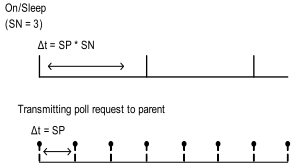 On/Sleep
(SN = 3)
Δt = SP * SN
Transmitting poll request to parent
Δt = SP